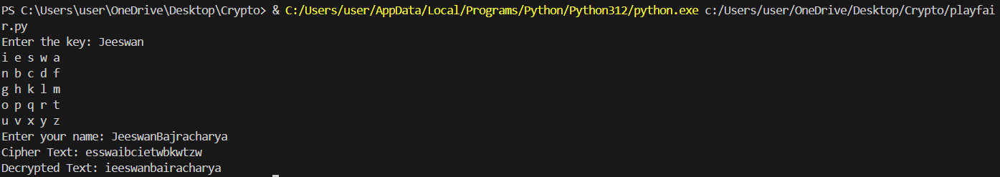 PS C:\Users\user\OneDrive\Desktop\Crypto> & C:/Users/user/AppData/Local/Programs/Python/Python312/python.exe c:/Users/user/OneDrive/Desktop/Crypto/playfai
r.py
Enter the key: Jeeswan
i e s w a
n b c d f
g h k l m
o p q r t
u v x y z
Enter your name: JeeswanBajracharya
Cipher Text: esswaibcietwbkwtzw
Decrypted Text: ieeswanbairacharya